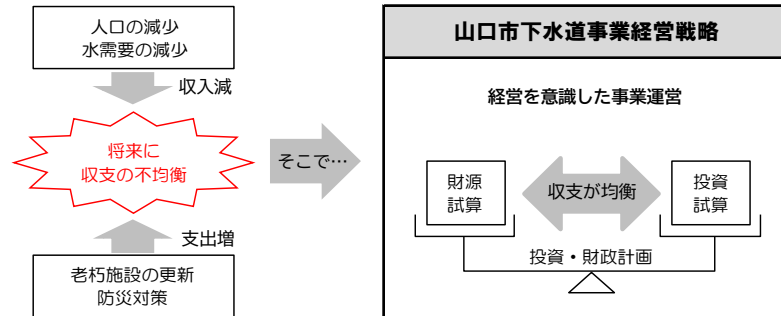 人口の減少
水需要の減少
収入減
将来に
収支の不均衡
支出増
老朽施設の更新
防災対策
そこで…
山口市下水道事業経営戦略
経営を意識した事業運営
財源
試算
収支が均衡
投資
試算
投資・財政計画